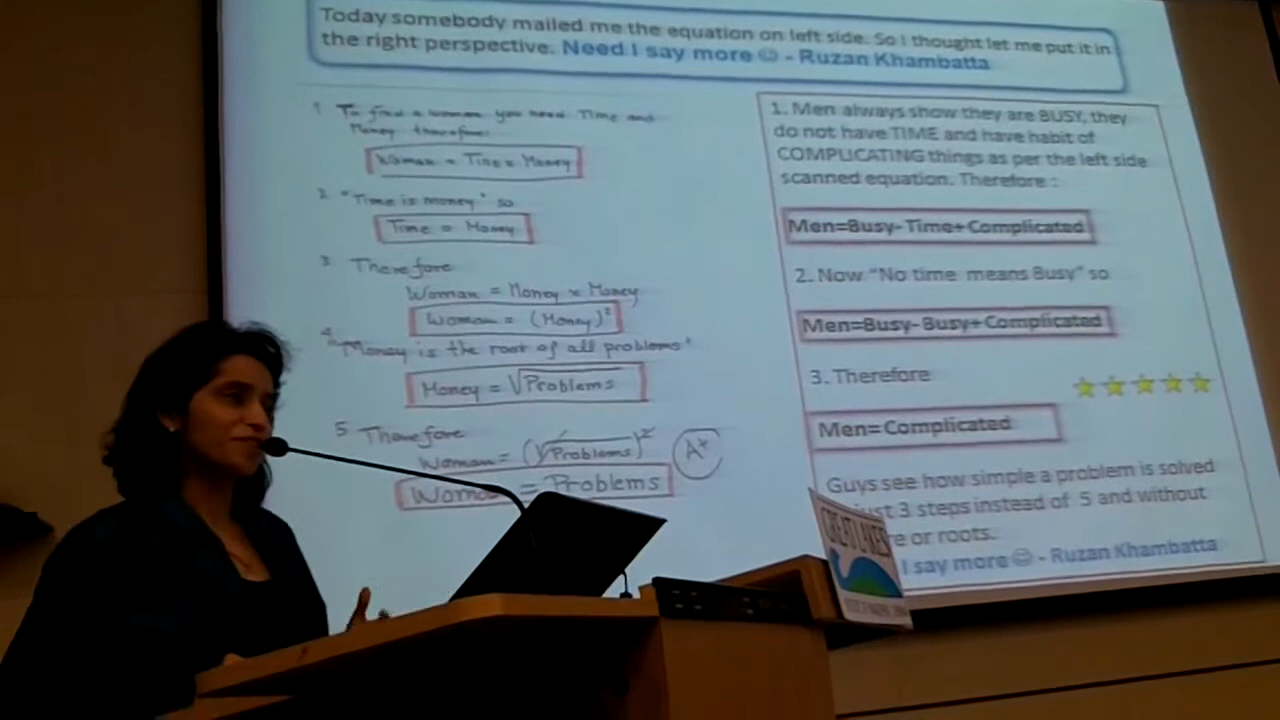 Today somebody mailed me the equation on left side. So I thought let me put it in
the right perspective. Need I say more ☺ - Ruzan Khambatta
1 To find a woman you need Time and
Money therefore:
Woman = Time x Money
2 "Time is money" so
Time = Money
3 Therefore
Woman = Money x Money
Woman = (Money)²
4 "Money is the root of all problems"
Money = √Problems
5 Therefore
Woman = (√Problems)²
= Problems
A+
1. Men always show they are BUSY, they
do not have TIME and have habit of
COMPLICATING things as per the left side
scanned equation. Therefore :
Men=Busy-Time+Complicated
2. Now "No time means Busy" so
Men=Busy-Busy+Complicated
3. Therefore
Men=Complicated
Guys see how simple a problem is solved
3 steps instead of 5 and without
or roots.
I say more ☺ - Ruzan Khambatta
GREAT LAKES